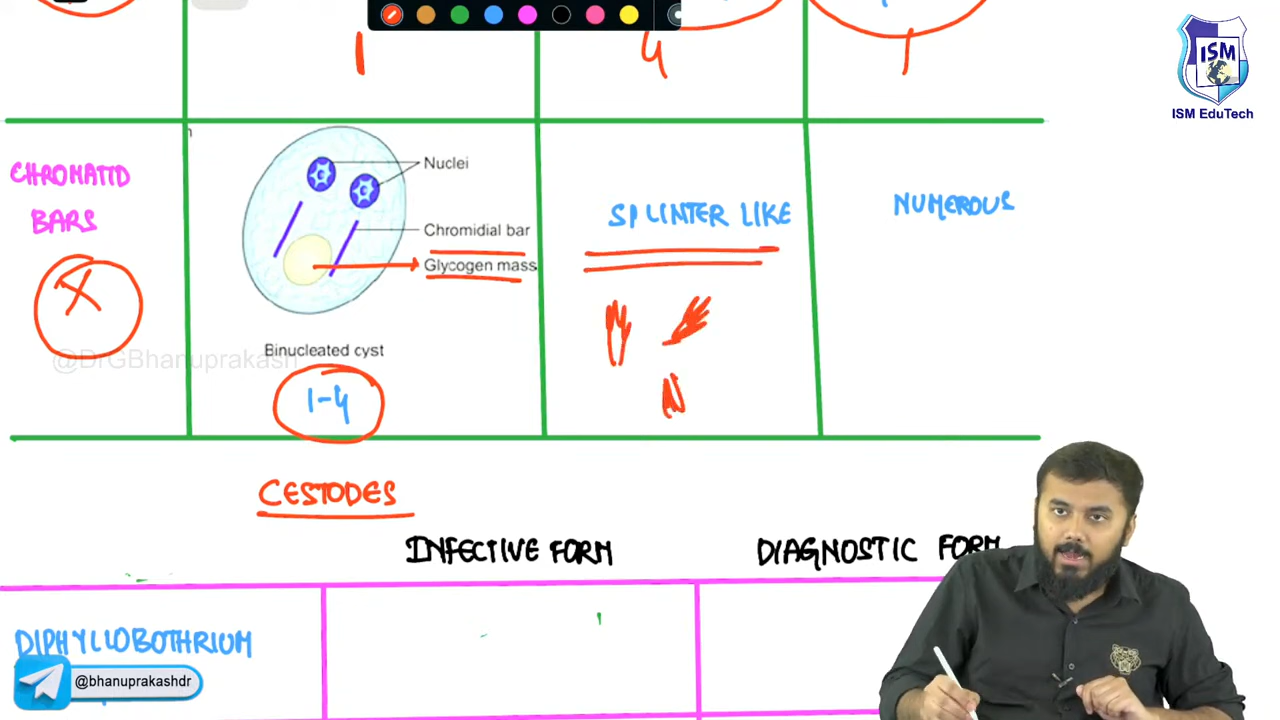 1
4
1
ISM
ISM EduTech
CHROMATID
BARS
X
Nuclei
Chromidial bar
Glycogen mass
Binucleated cyst
1-4
SPLINTER LIKE
NUMEROUS
@DrGBhanuprakash
CESTODES
INFECTIVE FORM
DIAGNOSTIC FORM
DIPHYLLOBOTHRIUM
@bhanuprakashdr